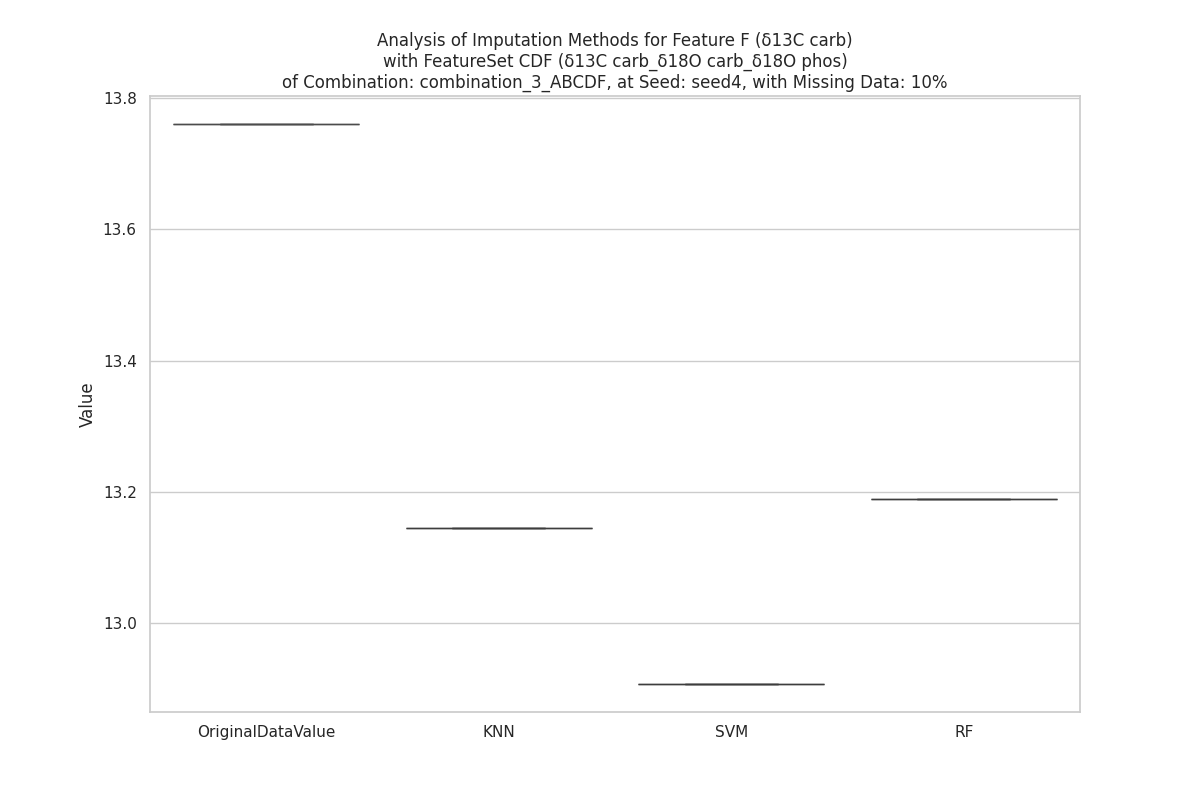 Analysis of Imputation Methods for Feature F (δ13C carb)
with FeatureSet CDF (δ13C carb_δ18O carb_δ18O phos)
of Combination: combination_3_ABCDF, at Seed: seed4, with Missing Data: 10%
13.8
13.6
13.4
13.2
13.0
Value
OriginalDataValue
KNN
SVM
RF